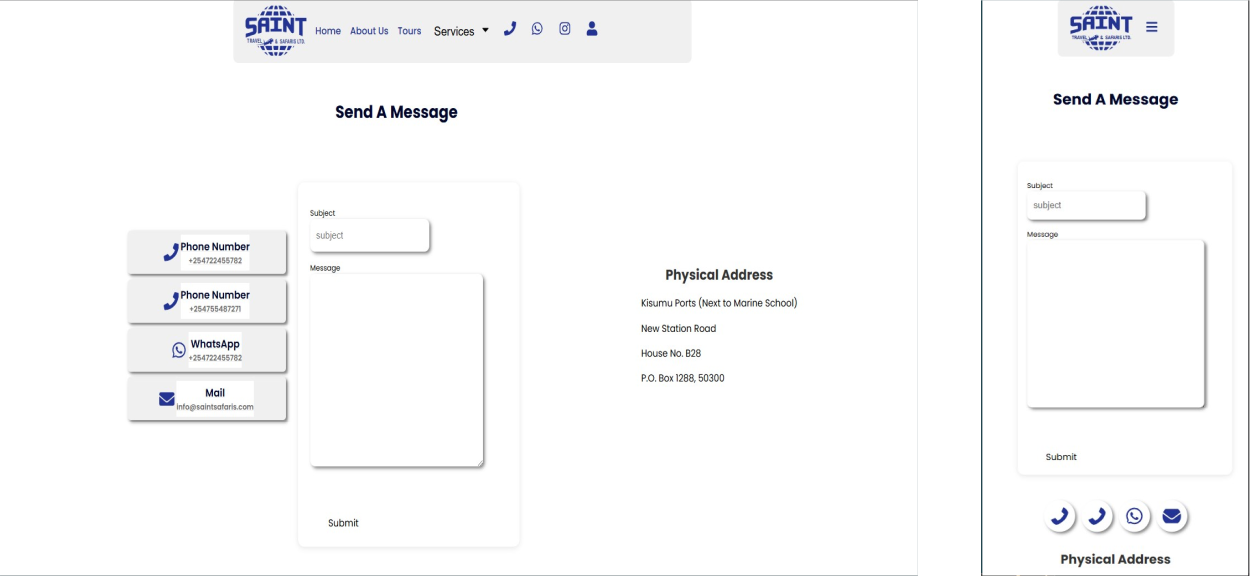 SAINT
TRAVEL & SAFARIS LTD.
Home About Us Tours Services
Send A Message
Phone Number
+254722455782
Phone Number
+254755487271
WhatsApp
+254722455782
Mail
info@saintsafaris.com
Subject
subject
Message
Submit
Physical Address
Kisumu Ports (Next to Marine School)
New Station Road
House No. B28
P.O. Box 1288, 50300
SAINT
TRAVEL & SAFARIS LTD.
Send A Message
Subject
subject
Message
Submit
Physical Address